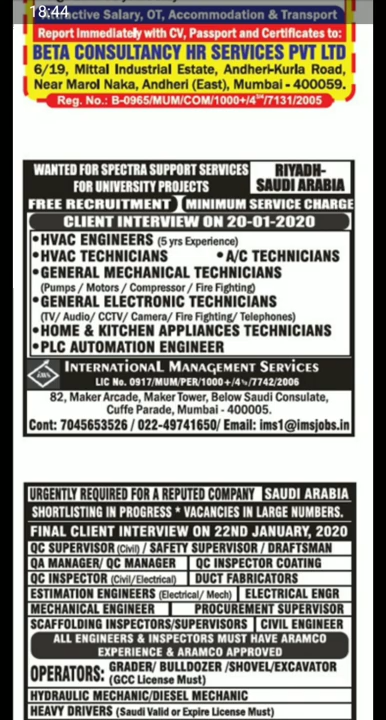 18:44
Attractive Salary, OT, Accommodation & Transport
Report Immediately with CV, Passport and Certificates to:
BETA CONSULTANCY HR SERVICES PVT LTD
6/19, Mittal Industrial Estate, Andheri-Kurla Road,
Near Marol Naka, Andheri (East), Mumbai - 400059.
Reg. No.: B-0965/MUM/COM/1000+/4 /7131/2005
WANTED FOR SPECTRA SUPPORT SERVICES
FOR UNIVERSITY PROJECTS
RIYADH-
SAUDI ARABIA
FREE RECRUITMENT (MINIMUM SERVICE CHARGE
CLIENT INTERVIEW ON 20-01-2020
•HVAC ENGINEERS (5 yrs Experience)
•HVAC TECHNICIANS •A/C TECHNICIANS
•GENERAL MECHANICAL TECHNICIANS
(Pumps / Motors / Compressor / Fire Fighting)
•GENERAL ELECTRONIC TECHNICIANS
(TV/ Audio/ CCTV/ Camera/ Fire Fighting/ Telephones)
•HOME & KITCHEN APPLIANCES TECHNICIANS
•PLC AUTOMATION ENGINEER
INTERNATIONAL MANAGEMENT SERVICES
LIC No. 0917/MUM/PER/1000+/4 /7742/2006
82, Maker Arcade, Maker Tower, Below Saudi Consulate,
Cuffe Parade, Mumbai - 400005.
Cont: 7045653526 / 022-49741650/ Email: ims1@imsjobs.in
URGENTLY REQUIRED FOR A REPUTED COMPANY SAUDI ARABIA
SHORTLISTING IN PROGRESS * VACANCIES IN LARGE NUMBERS.
FINAL CLIENT INTERVIEW ON 22ND JANUARY, 2020
QC SUPERVISOR (Civil) / SAFETY SUPERVISOR / DRAFTSMAN
QA MANAGER/ QC MANAGER QC INSPECTOR COATING
QC INSPECTOR (Civil/Electrical) DUCT FABRICATORS
ESTIMATION ENGINEERS (Electrical/ Mech) ELECTRICAL ENGR
MECHANICAL ENGINEER PROCUREMENT SUPERVISOR
SCAFFOLDING INSPECTORS/SUPERVISORS CIVIL ENGINEER
ALL ENGINEERS & INSPECTORS MUST HAVE ARAMCO
EXPERIENCE & ARAMCO APPROVED
OPERATORS: GRADER/ BULLDOZER /SHOVEL/EXCAVATOR
(GCC License Must)
HYDRAULIC MECHANIC/DIESEL MECHANIC
HEAVY DRIVERS (Saudi Valid or Expire License Must)